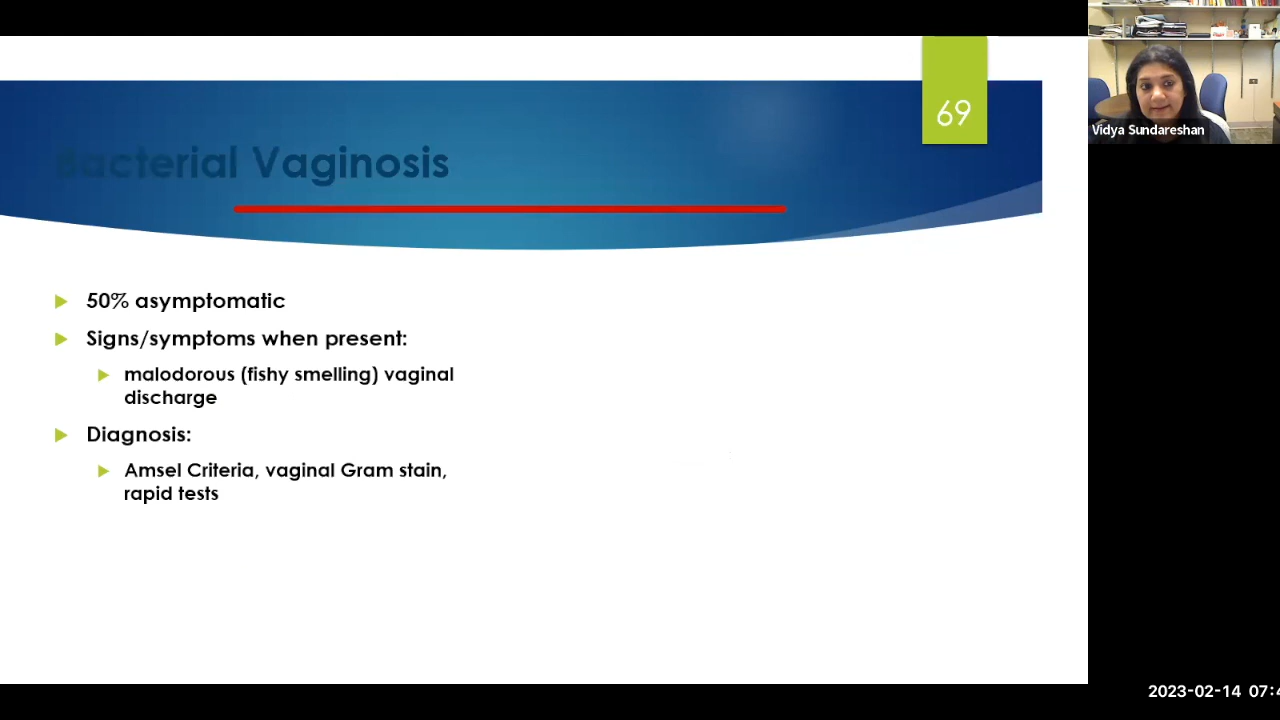 69
Bacterial Vaginosis
50% asymptomatic
Signs/symptoms when present:
malodorous (fishy smelling) vaginal
discharge
Diagnosis:
Amsel Criteria, vaginal Gram stain,
rapid tests
Vidya Sundareshan
2023-02-14 07:4